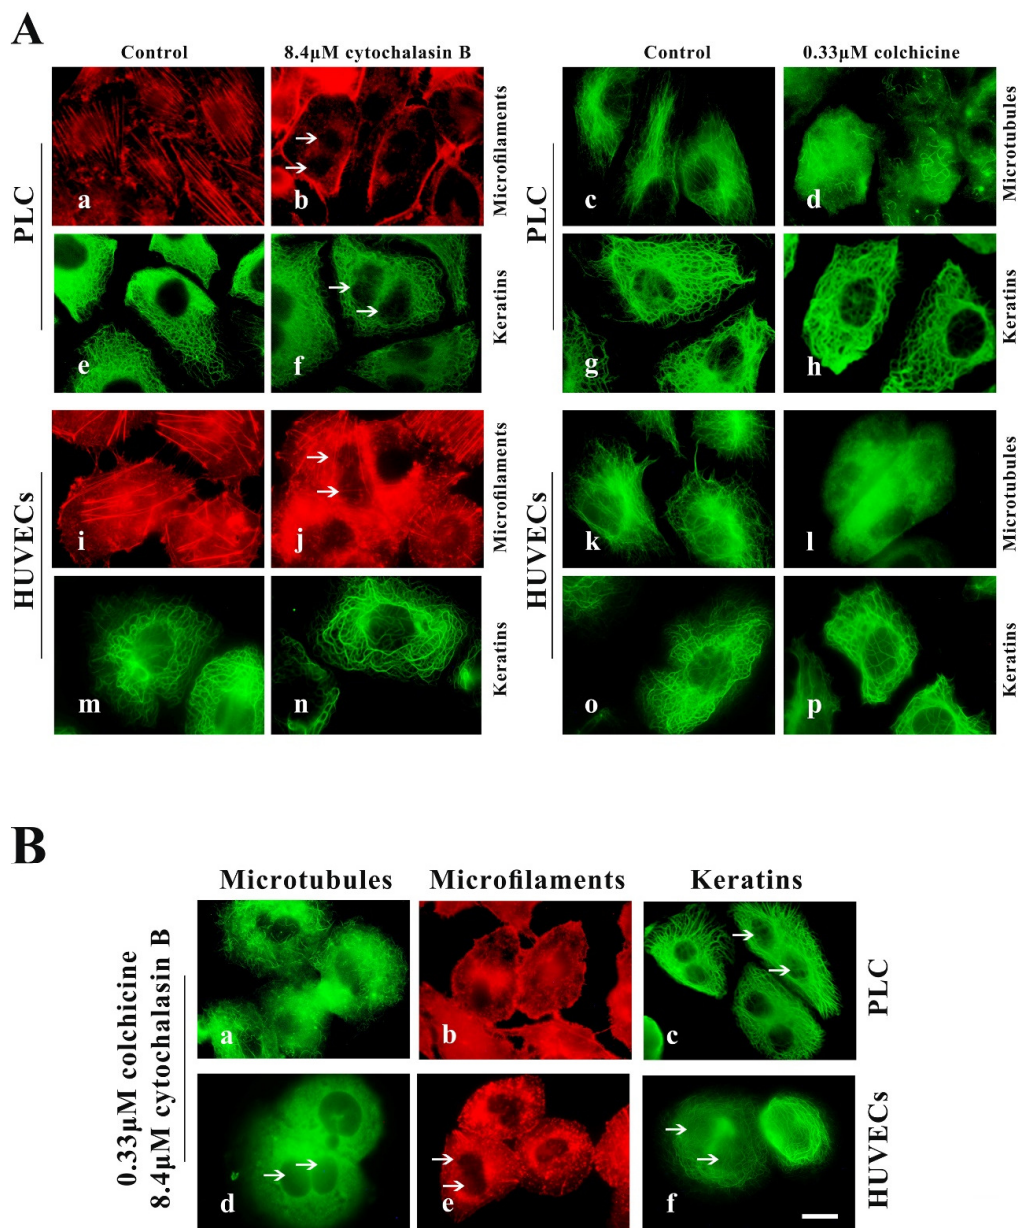 A
Control
8.4µM cytochalasin B
Control
0.33µM colchicine
PLC
a
b
Microfilaments
PLC
c
d
Microtubules
e
f
Keratins
g
h
Keratins
HUVECs
i
j
Microfilaments
HUVECs
k
l
Microtubules
m
n
Keratins
o
p
Keratins
B
Microtubules
Microfilaments
Keratins
0.33µM colchicine
8.4µM cytochalasin B
a
b
c
PLC
d
e
f
HUVECs